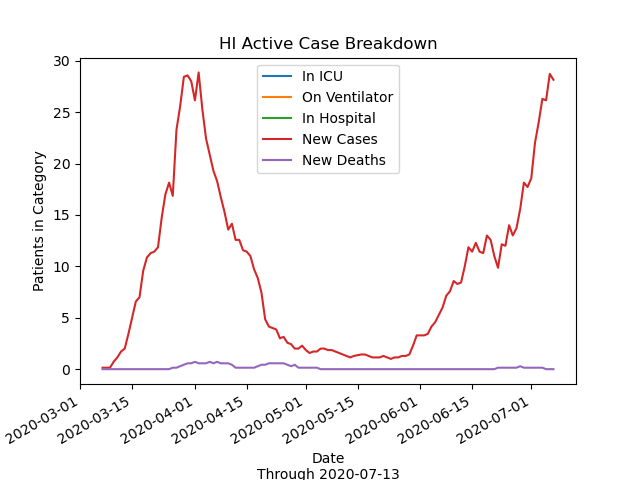 HI Active Case Breakdown
30
25
20
15
10
5
0
Patients in Category
In ICU
On Ventilator
In Hospital
New Cases
New Deaths
2020-03-01
2020-03-15
2020-04-01
2020-04-15
2020-05-01
2020-05-15
2020-06-01
2020-06-15
2020-07-01
Date
Through 2020-07-13